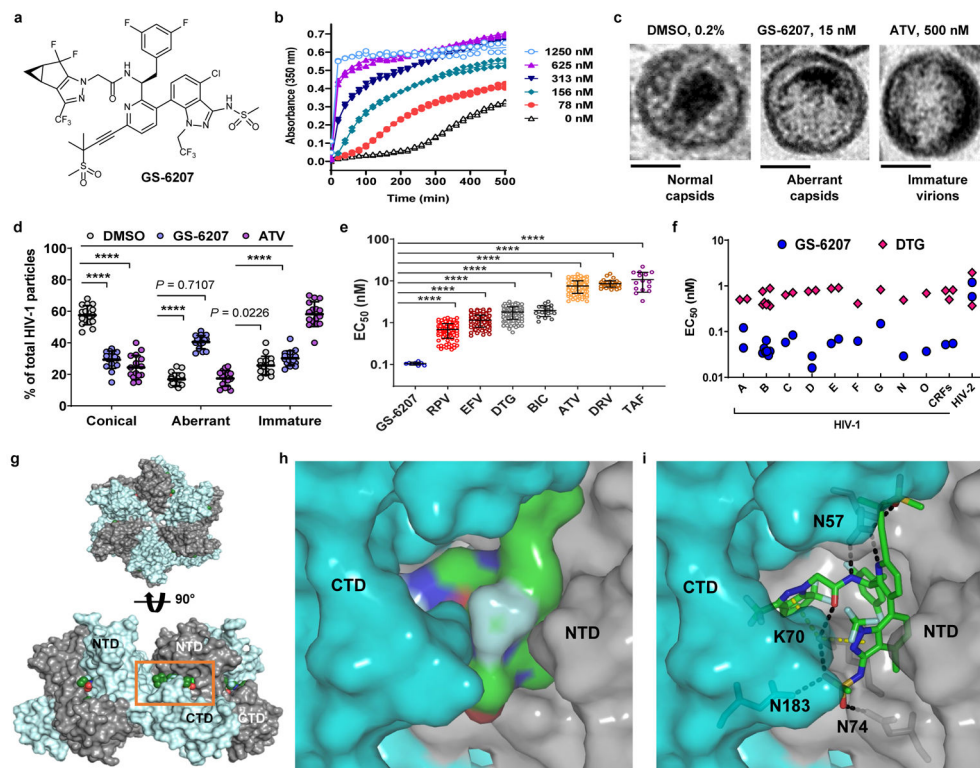 a
F
F
F F
O
H
N
N
N
Cl
CF₃
N
H
N
O
S
O
N
N
CF₃
O
S
O
GS-6207
b
Absorbance (350 nm)
0.7
0.6
0.5
0.4
0.3
0.2
0.1
0.0
0 100 200 300 400 500
Time (min)
1250 nM
625 nM
313 nM
156 nM
78 nM
0 nM
c
DMSO, 0.2% GS-6207, 15 nM ATV, 500 nM
Normal Aberrant Immature
capsids capsids virions
d
DMSO GS-6207 ATV
% of total HIV-1 particles
100
80
60
40
20
0
****
****
P = 0.7107
****
****
P = 0.0226
Conical Aberrant Immature
e
EC50 (nM)
100
10
1
0.1
****
****
****
****
****
****
****
GS-6207 RPV EFV DTG BIC ATV DRV TAF
f
GS-6207 DTG
EC50 (nM)
10
1
0.1
0.01
A B C D E F G N O CRFs HIV-2
HIV-1
g
90°
NTD NTD'
CTD CTD'
h
CTD
NTD
i
N57
CTD
NTD
K70
N183
N74